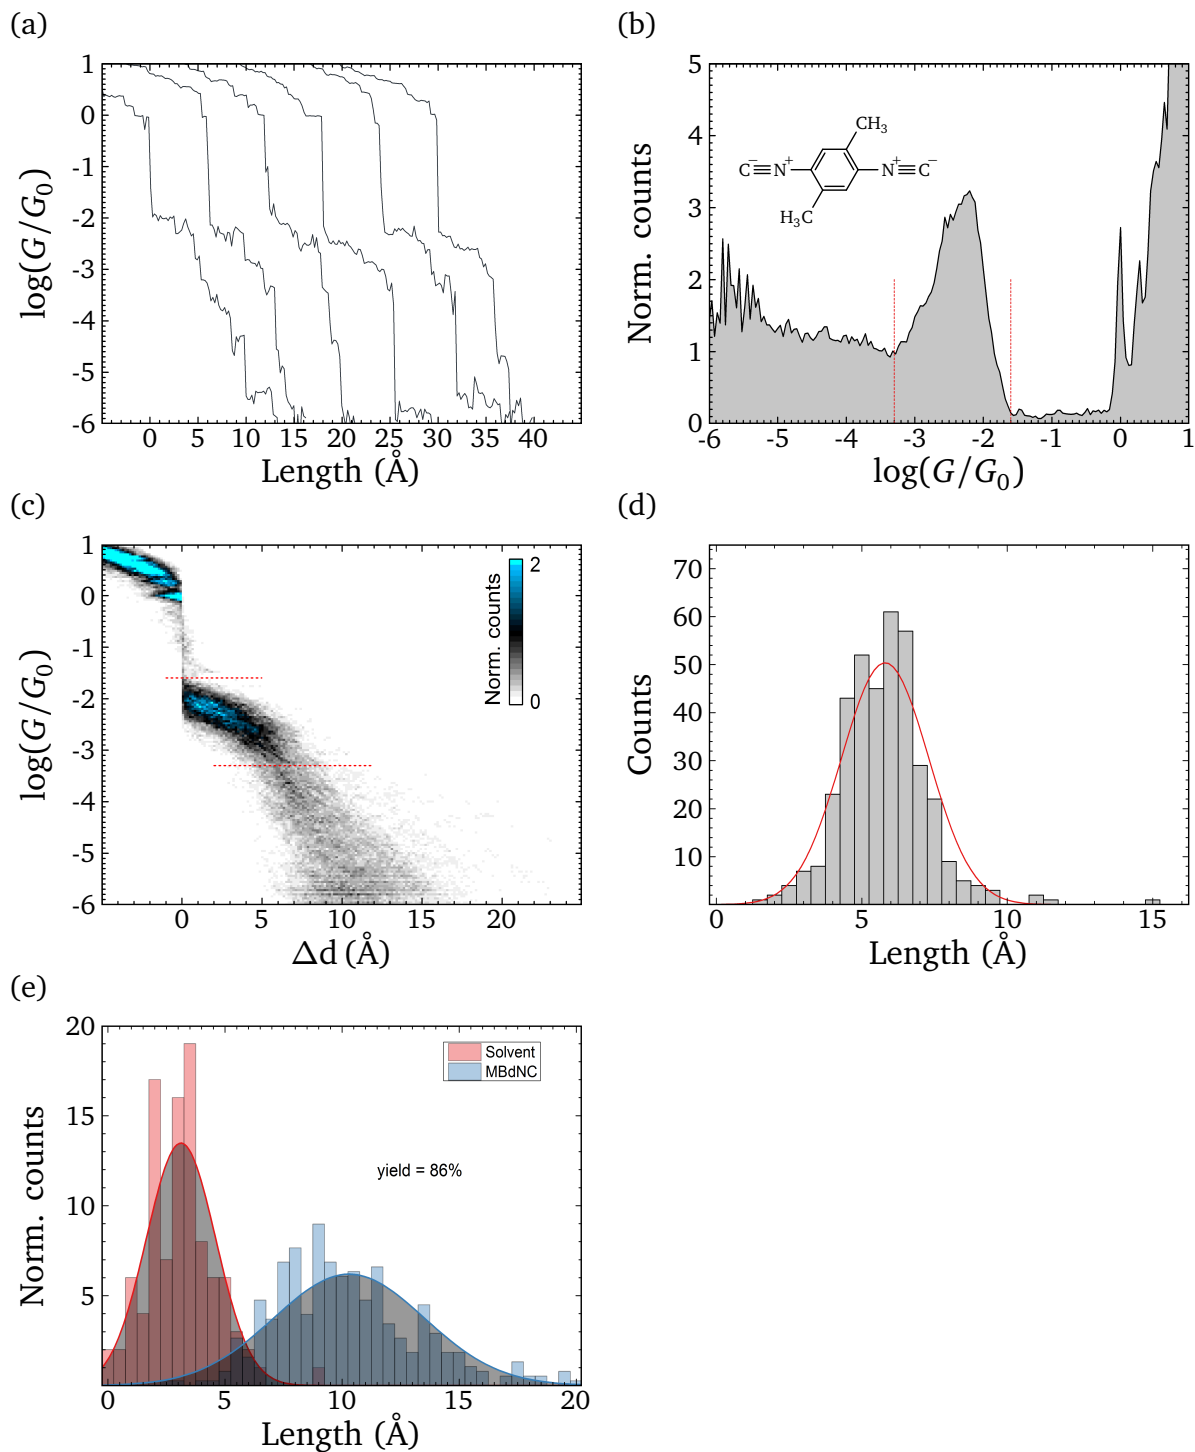 (a)
log(G/G0)
1
0
-1
-2
-3
-4
-5
-6
0 5 10 15 20 25 30 35 40
Length (Å)
(b)
Norm. counts
5
4
3
2
1
0
-6 -5 -4 -3 -2 -1 0 1
log(G/G0)
CH3
C≡N
N≡C
H3C
(c)
log(G/G0)
1
0
-1
-2
-3
-4
-5
-6
0 5 10 15 20
Δd (Å)
Norm. counts
2
0
(d)
Counts
70
60
50
40
30
20
10
0 5 10 15
Length (Å)
(e)
Norm. counts
20
15
10
5
0 5 10 15 20
Length (Å)
Solvent
MBdNC
yield = 86%